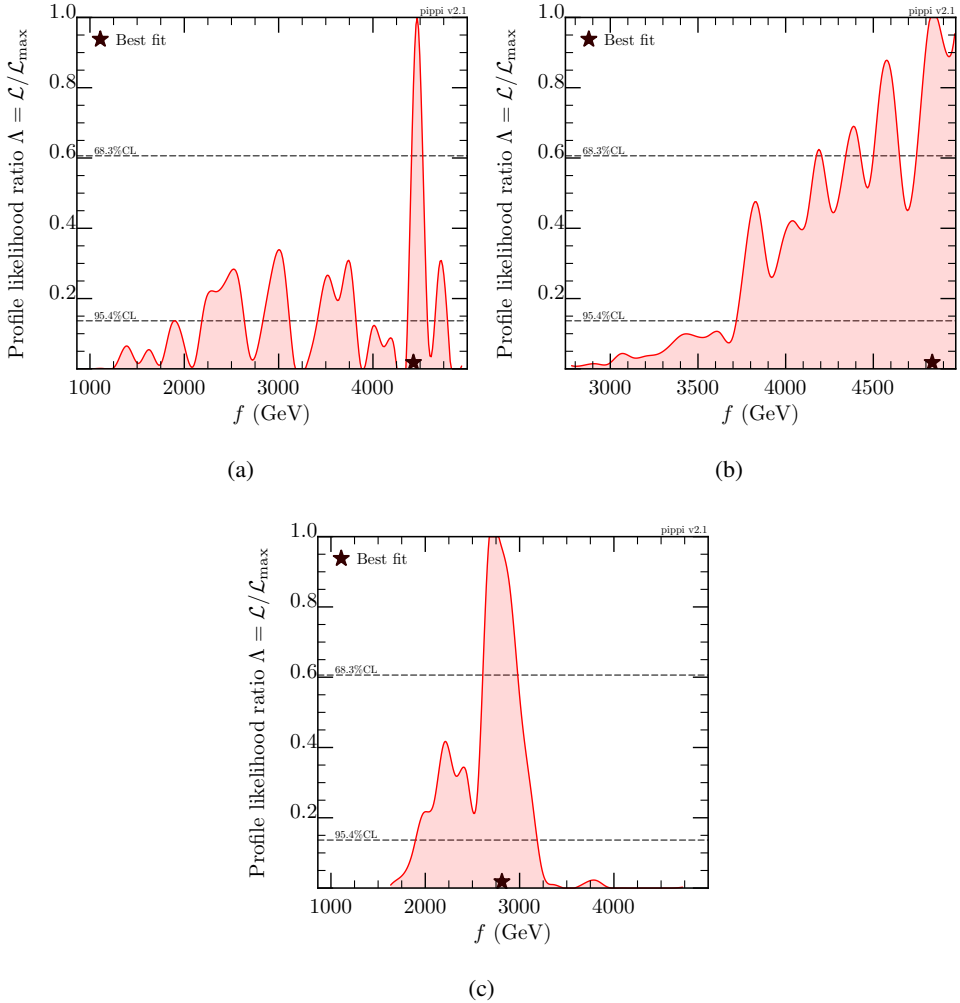 pippi v2.1
Best fit
Profile likelihood ratio Λ = ℒ/ℒmax
1.0
0.8
0.6
0.4
0.2
68.3%CL
95.4%CL
1000 2000 3000 4000
f (GeV)
(a)
pippi v2.1
Best fit
Profile likelihood ratio Λ = ℒ/ℒmax
1.0
0.8
0.6
0.4
0.2
68.3%CL
95.4%CL
3000 3500 4000 4500
f (GeV)
(b)
pippi v2.1
Best fit
Profile likelihood ratio Λ = ℒ/ℒmax
1.0
0.8
0.6
0.4
0.2
68.3%CL
95.4%CL
1000 2000 3000 4000
f (GeV)
(c)